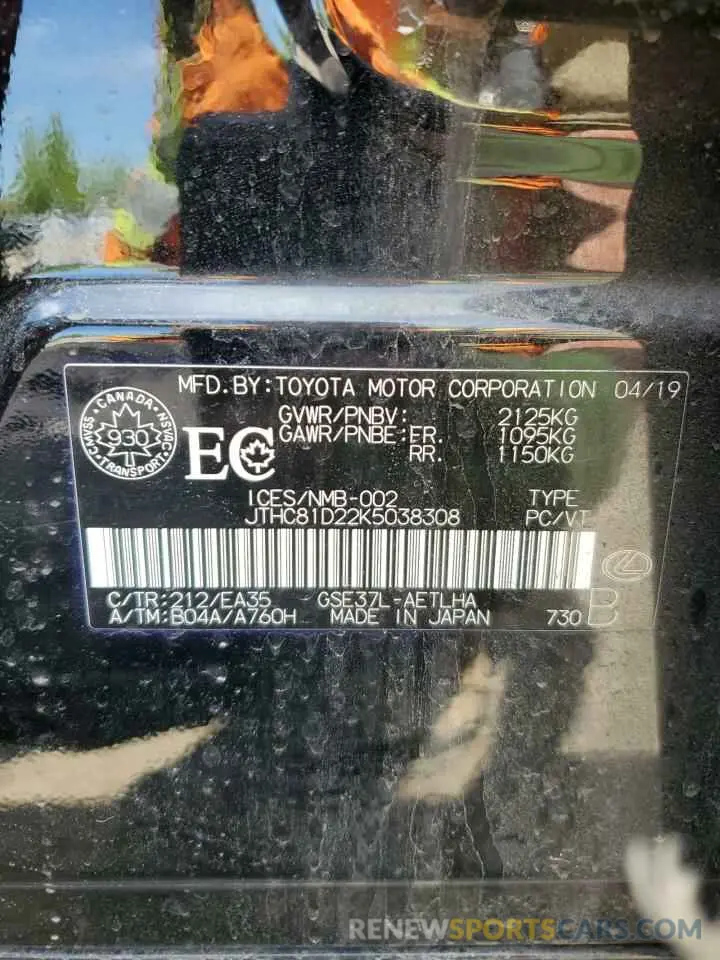 MFD.BY:TOYOTA MOTOR CORPORATION 04/19
CANADA
CMVSS 930 NSVAC
TRANSPORT
EC
GVWR/PNBV: 2125KG
GAWR/PNBE:FR. 1095KG
RR. 1150KG
ICES/NMB-002 TYPE
JTHC81D22K5038308 PC/VT
C/TR:212/EA35 GSE37L-AETLHA
A/TM:B04A/A760H MADE IN JAPAN 730 B
RENEWSPORTSCARS.COM